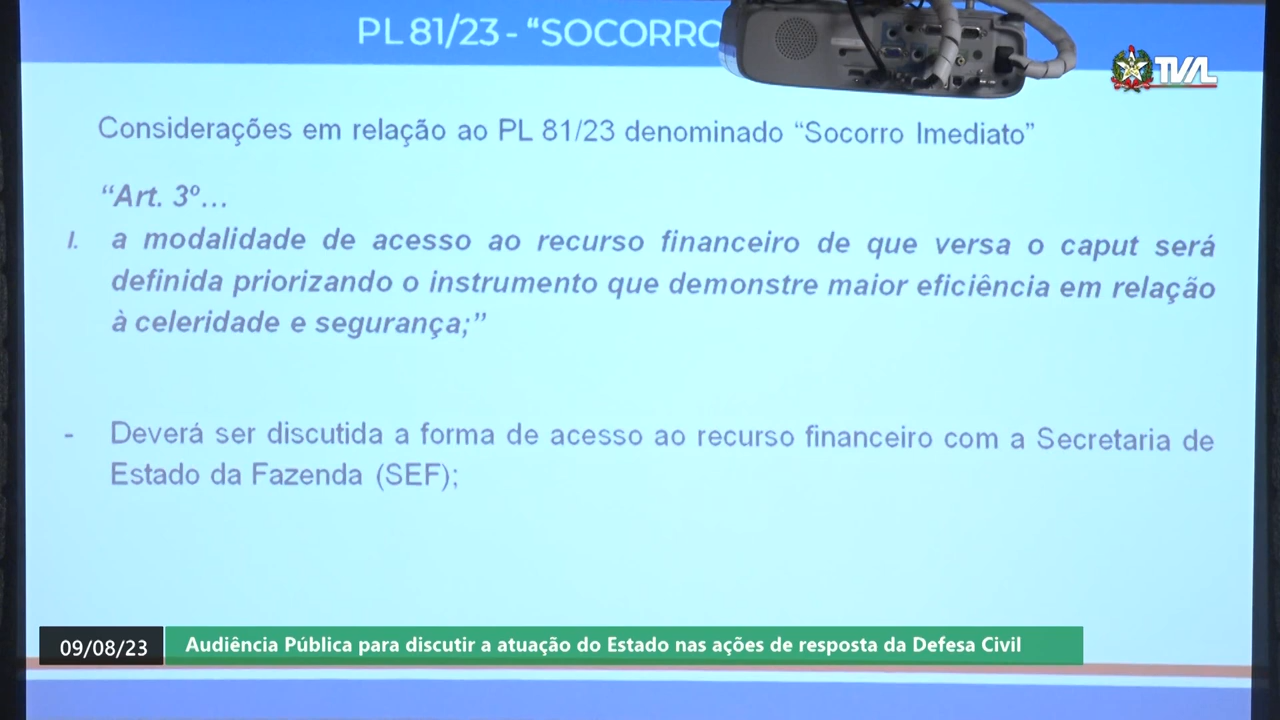 PL 81/23 - “SOCORRO
TVAL
Considerações em relação ao PL 81/23 denominado “Socorro Imediato”
“Art. 3º...
I. a modalidade de acesso ao recurso financeiro de que versa o caput será
definida priorizando o instrumento que demonstre maior eficiência em relação
à celeridade e segurança;”
- Deverá ser discutida a forma de acesso ao recurso financeiro com a Secretaria de
Estado da Fazenda (SEF);
09/08/23 Audiência Pública para discutir a atuação do Estado nas ações de resposta da Defesa Civil